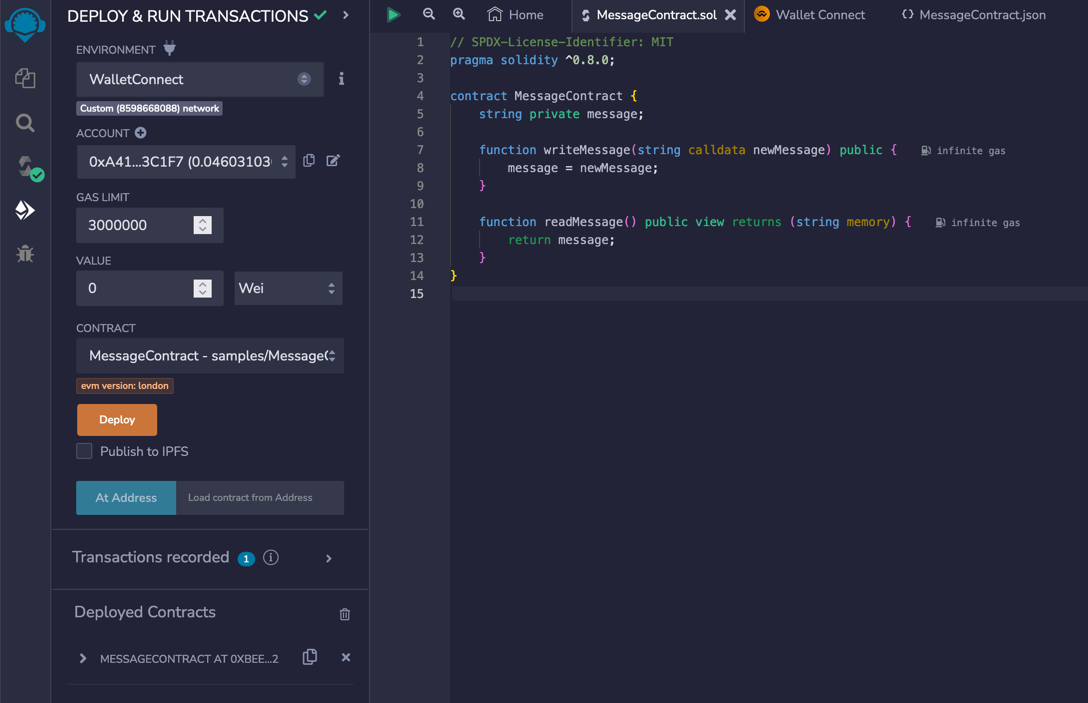 DEPLOY & RUN TRANSACTIONS
ENVIRONMENT
WalletConnect
Custom (8598668088) network
ACCOUNT
0xA41...3C1F7 (0.04603103
GAS LIMIT
3000000
VALUE
0
Wei
CONTRACT
MessageContract - samples/Message
evm version: london
Deploy
Publish to IPFS
At Address
Load contract from Address
Transactions recorded 1
Deployed Contracts
MESSAGECONTRACT AT 0XBEE...2
Home
MessageContract.sol
Wallet Connect
MessageContract.json
1 // SPDX-License-Identifier: MIT
2 pragma solidity ^0.8.0;
3
4 contract MessageContract {
5     string private message;
6
7     function writeMessage(string calldata newMessage) public { infinite gas
8         message = newMessage;
9     }
10
11     function readMessage() public view returns (string memory) { infinite gas
12         return message;
13     }
14 }
15